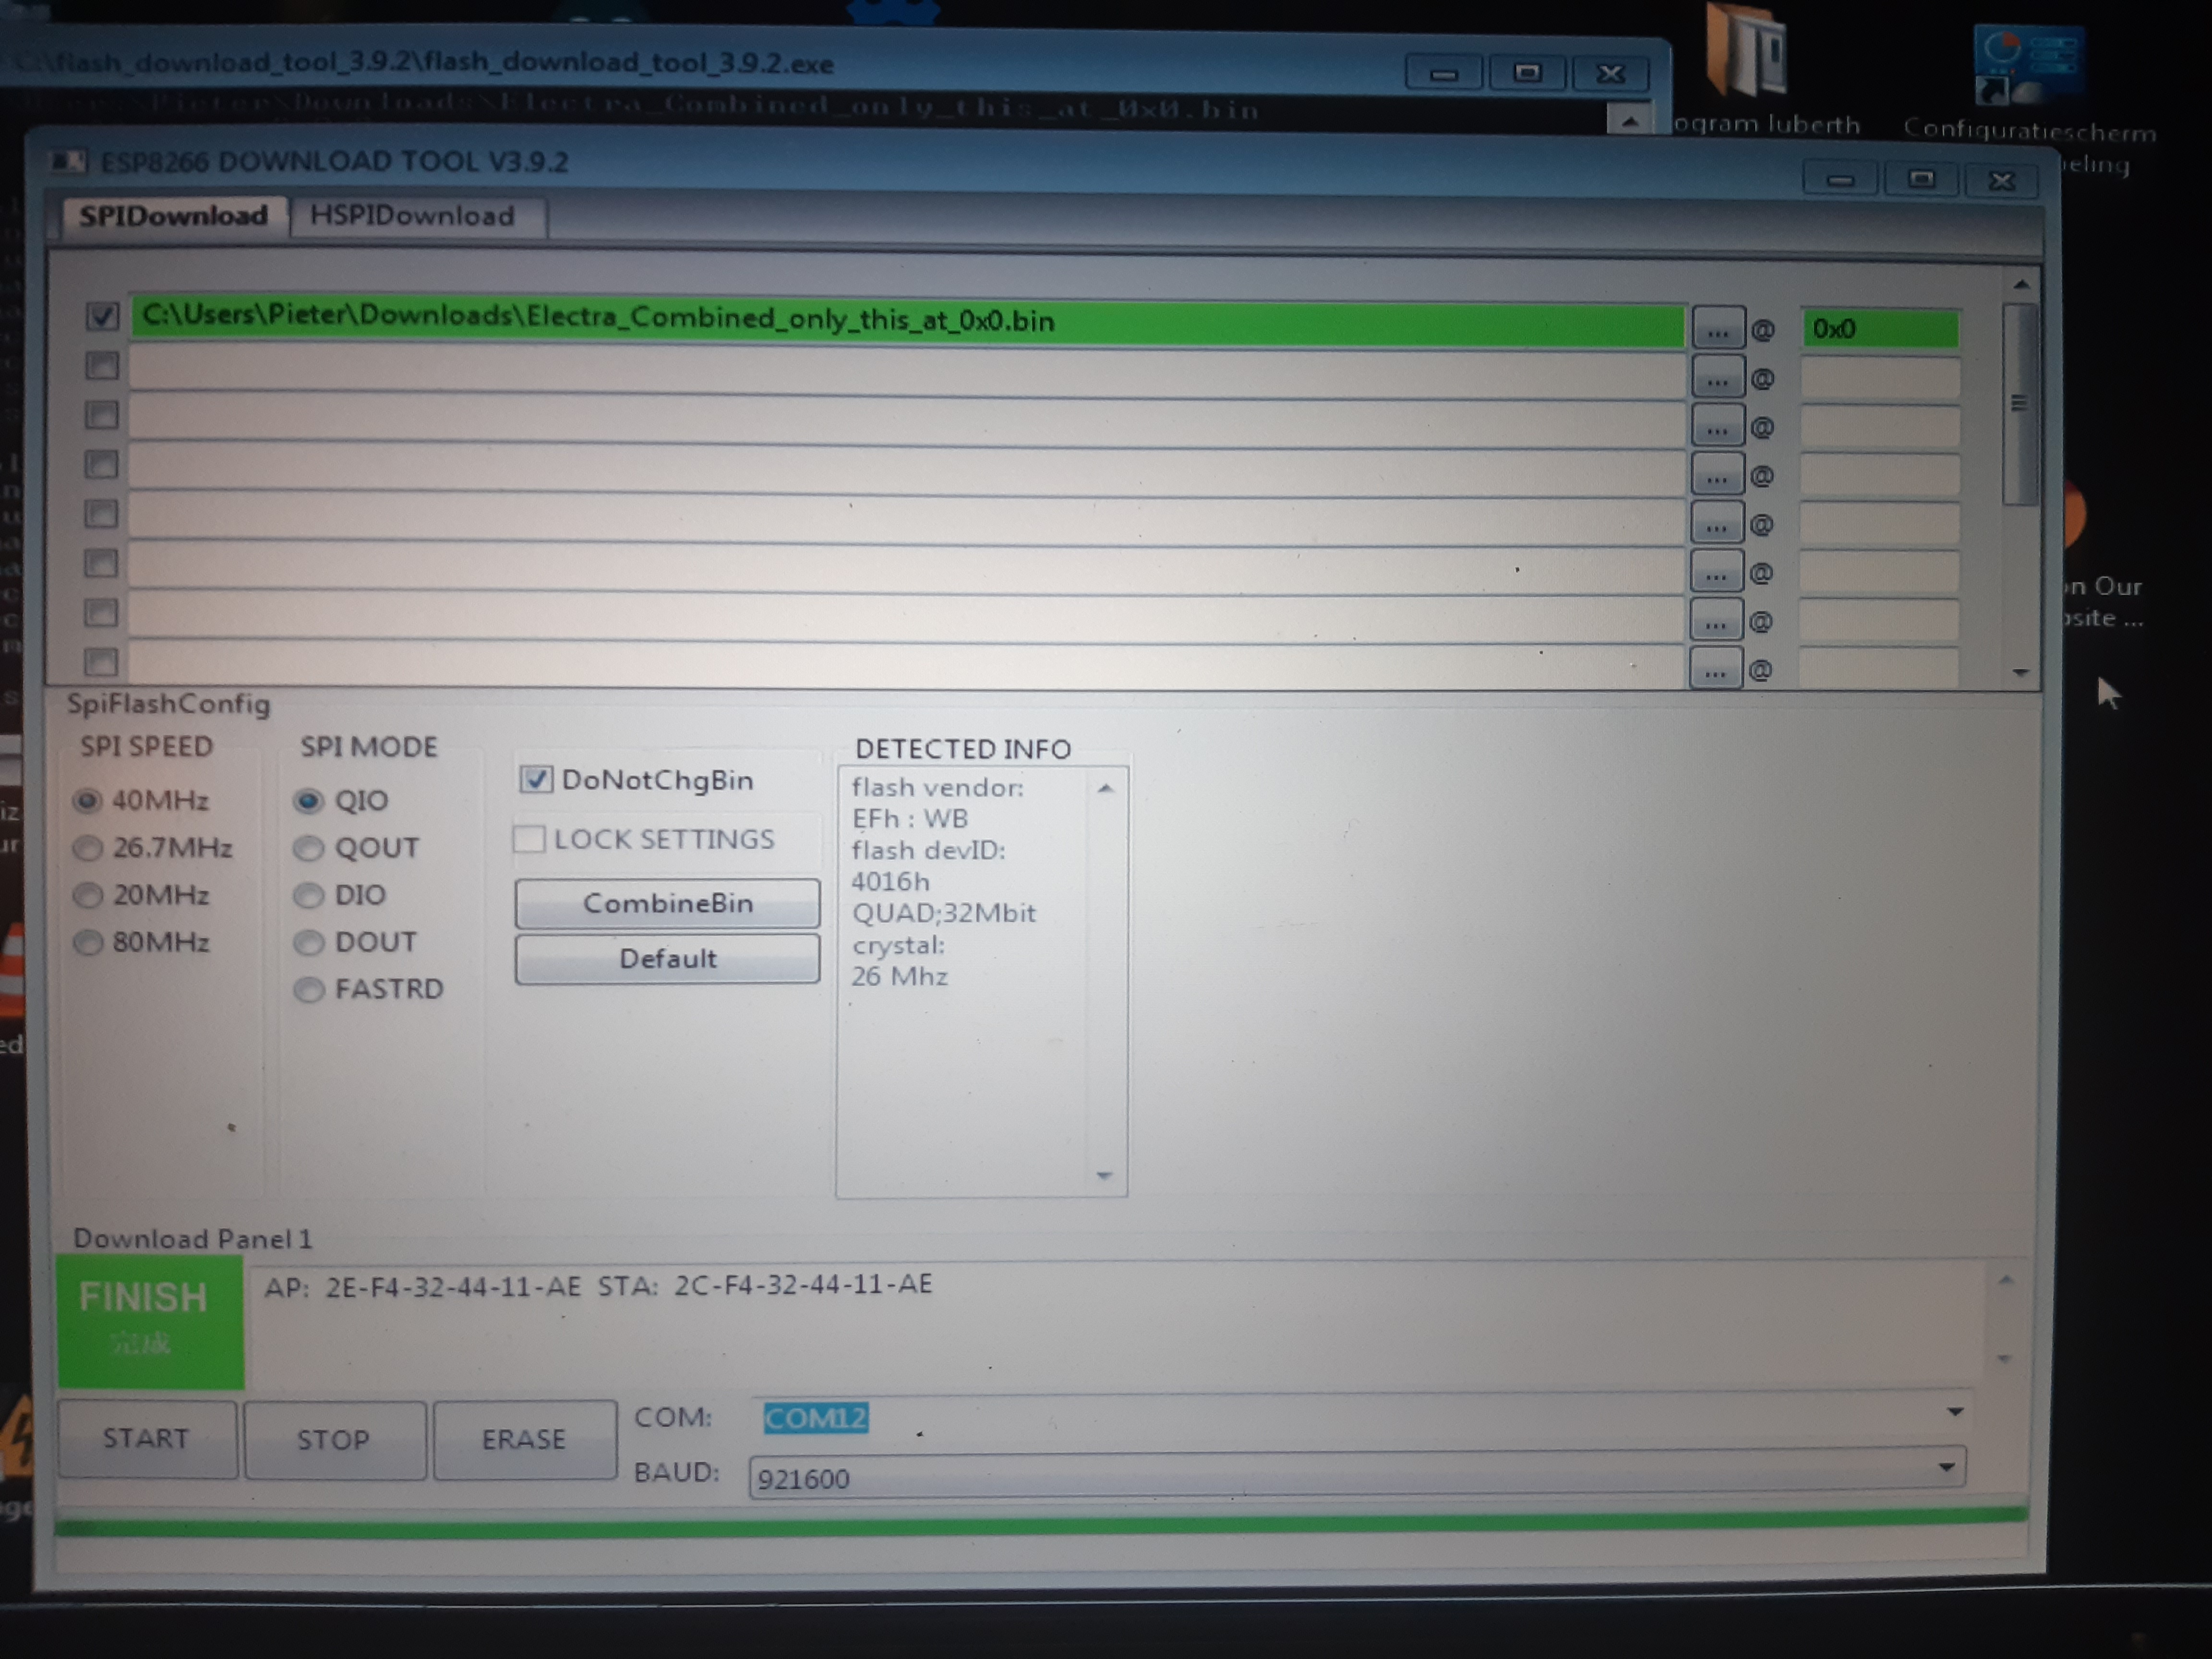 C:\flash_download_tool_3.9.2\flash_download_tool_3.9.2.exe
\Pieter\Downloads\Electra_Combined_only_this_at_0x0.bin
ogram luberth
Configuratiescherm
eling
ESP8266 DOWNLOAD TOOL V3.9.2
SPIDownload HSPIDownload
C:\Users\Pieter\Downloads\Electra_Combined_only_this_at_0x0.bin ... @ 0x0
... @
... @
... @
... @
... @
... @
... @
n Our
site ...
SpiFlashConfig
SPI SPEED
40MHz
26.7MHz
20MHz
80MHz
SPI MODE
QIO
QOUT
DIO
DOUT
FASTRD
DoNotChgBin
LOCK SETTINGS
CombineBin
Default
DETECTED INFO
flash vendor:
EFh : WB
flash devID:
4016h
QUAD;32Mbit
crystal:
26 Mhz
Download Panel 1
FINISH
完成
AP: 2E-F4-32-44-11-AE STA: 2C-F4-32-44-11-AE
START STOP ERASE
COM: COM12
BAUD: 921600